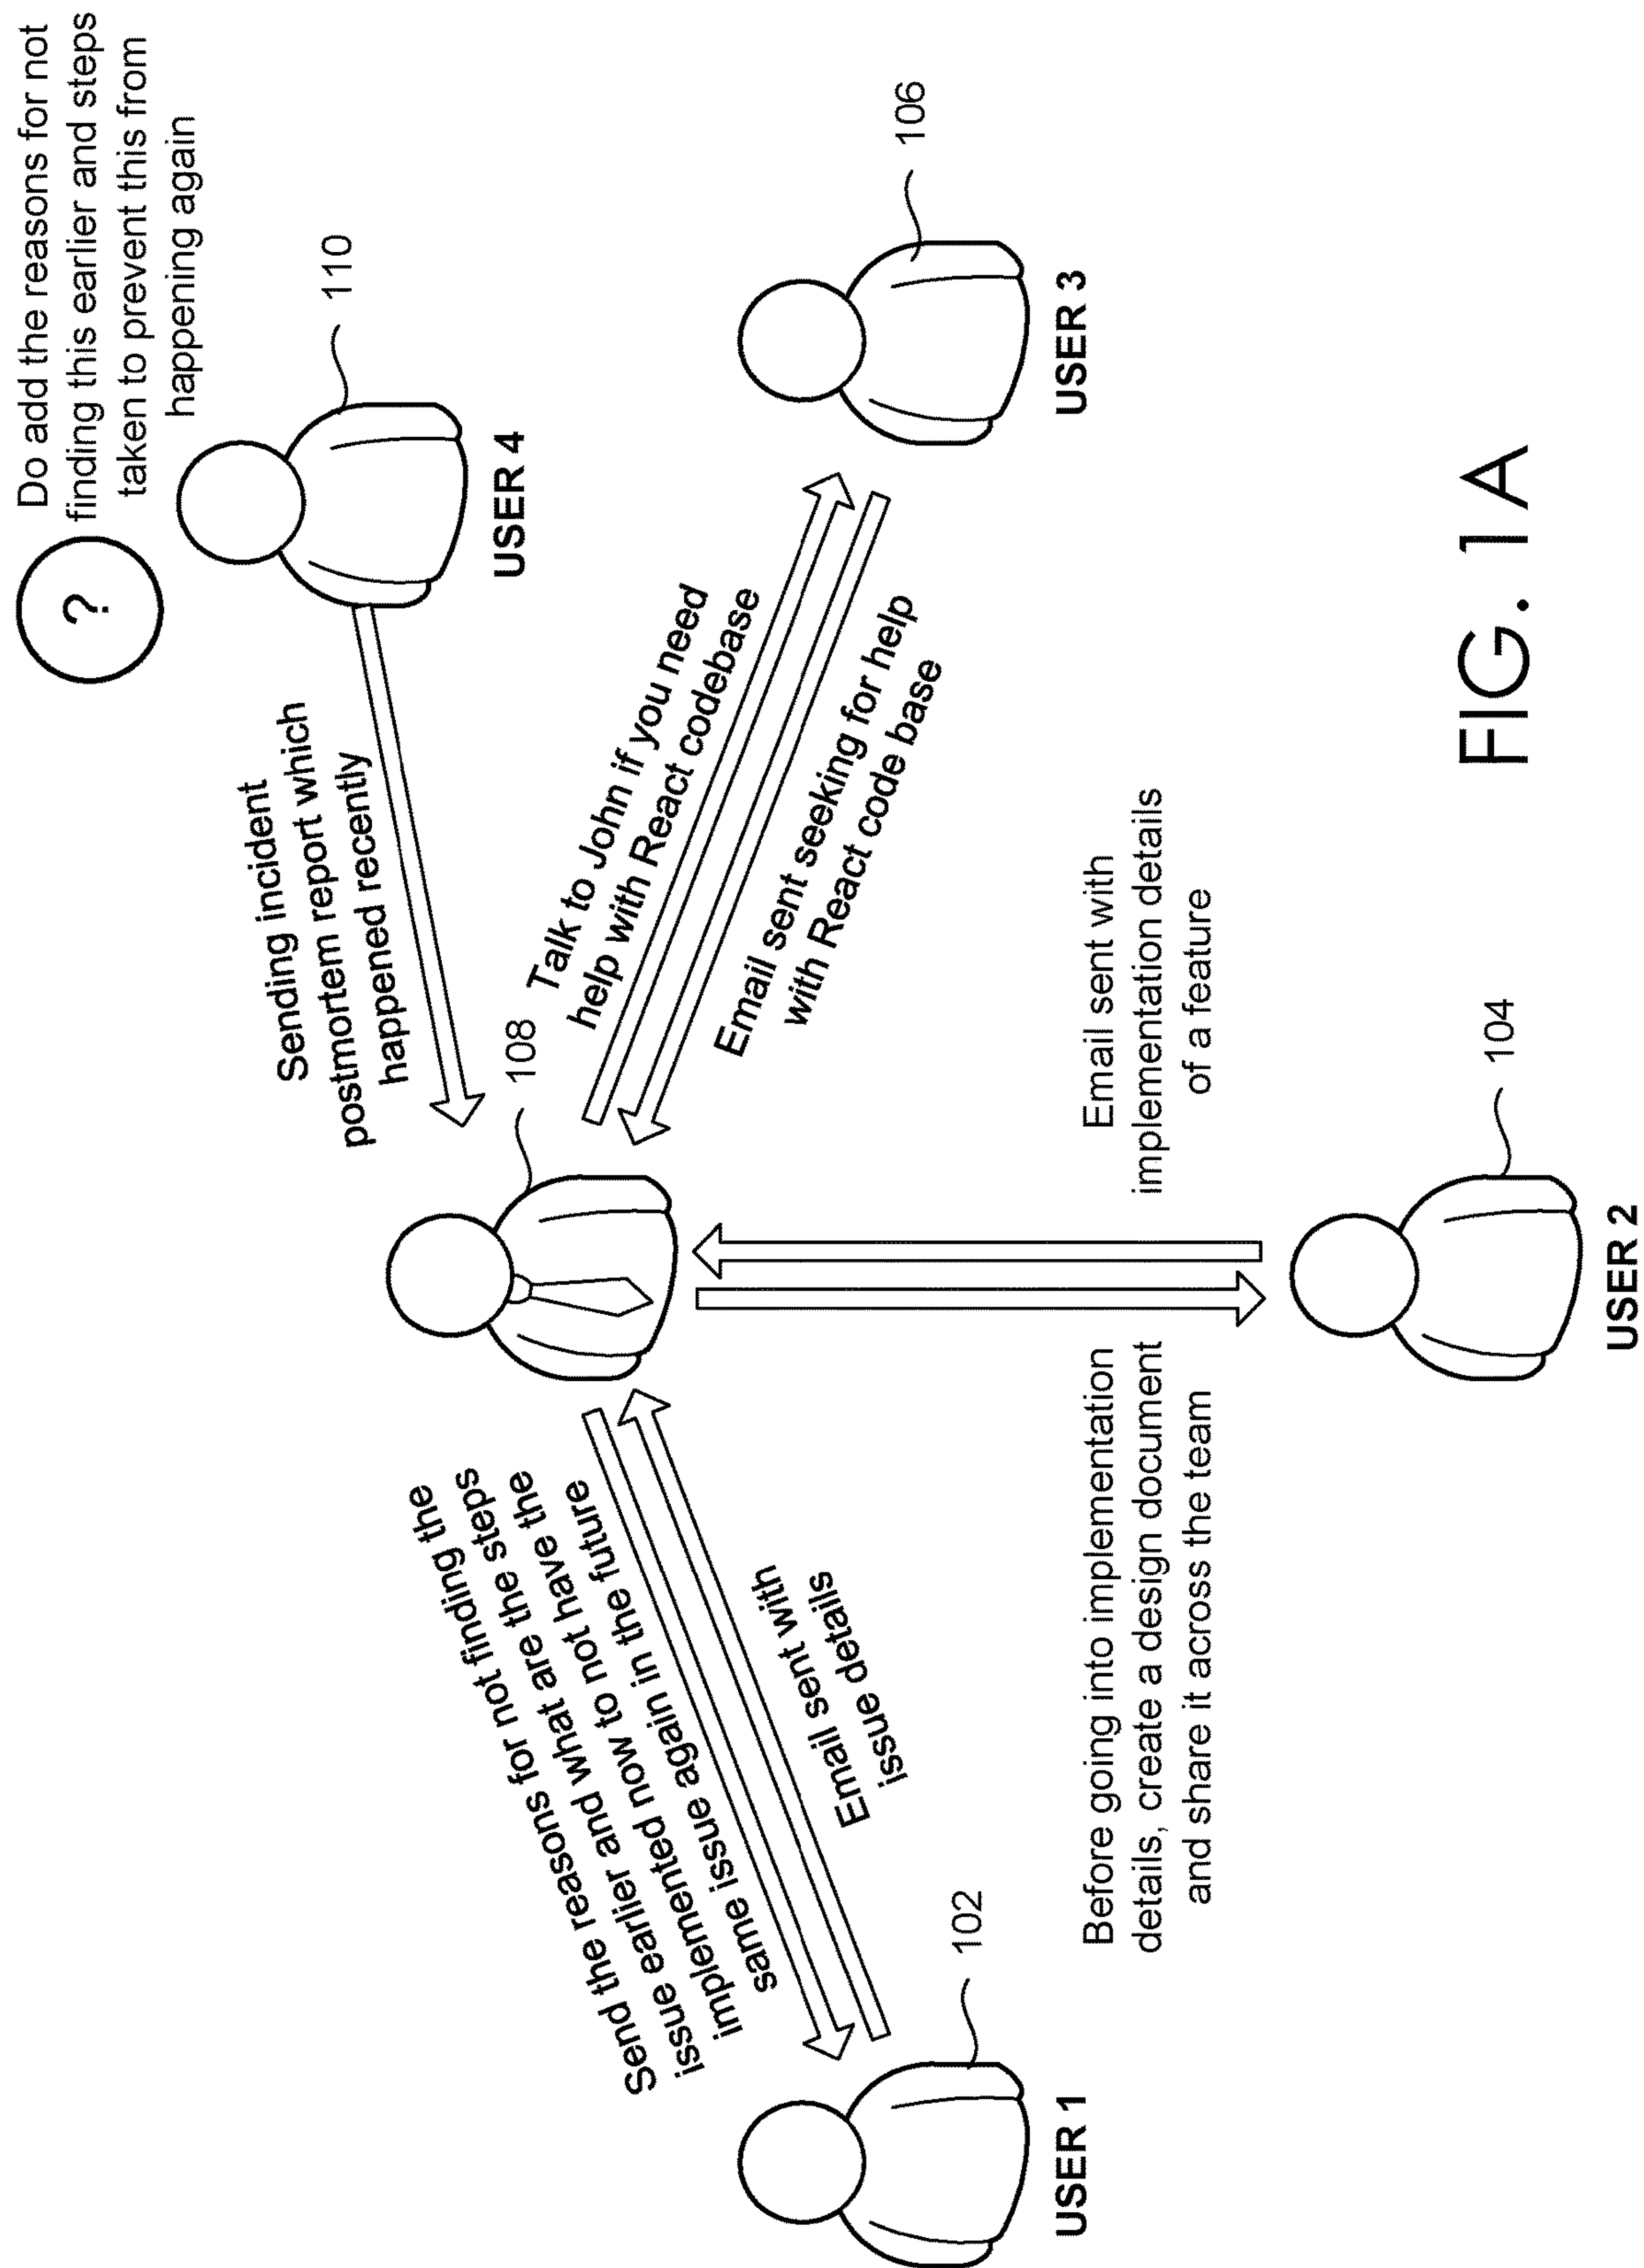 Do add the reasons for not
finding this earlier and steps
taken to prevent this from
happening again
?
110
USER 4
Sending incident
postmortem report which
happened recently
108
Talk to John if you need
help with React codebase
Email sent seeking for help
with React code base
106
USER 3
Send the reasons for not finding the
issue earlier and what are the steps
implemented now to not have the
same issue again in the future
Email sent with
issue details
102
USER 1
Before going into implementation
details, create a design document
and share it across the team
Email sent with
implementation details
of a feature
104
USER 2
FIG. 1A